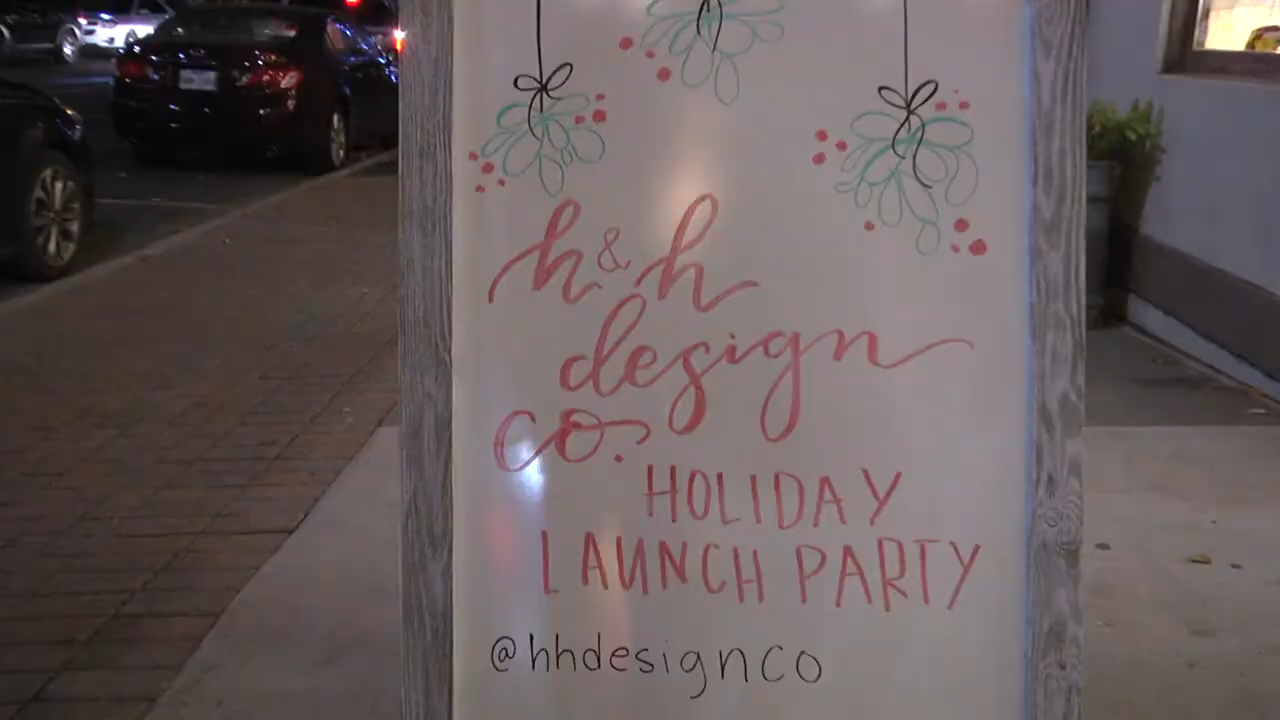 h & h
design
co.
HOLIDAY
LAUNCH PARTY
@hhdesignco